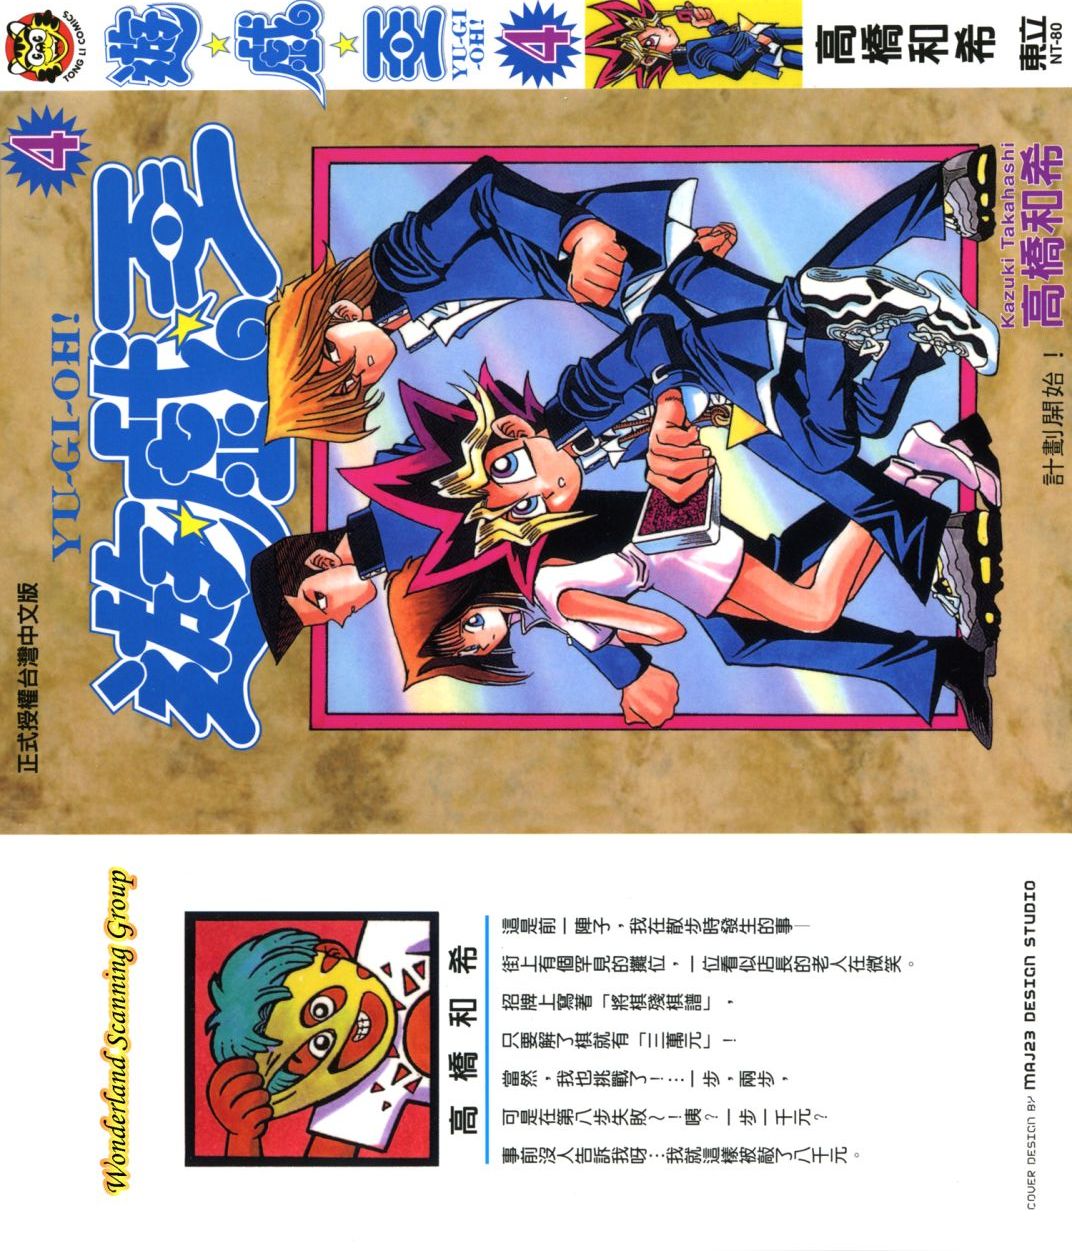 TONG LI COMICS
遊☆戲☆王
YU-GI-OH!
4
高橋和希
東立
NT-80
4
遊戲王
YU-GI-OH!
正式授權台灣中文版
Kazuki Takahashi
高橋和希
計劃開始!
Wonderland Scanning Group
高橋和希
這是前一陣子,我在散步時發生的事—
街上有個罕見的攤位,一位看似店長的老人在微笑。
招牌上寫著「將棋殘棋譜」,
只要解了棋就有「三萬元」!
當然,我也挑戰了!…一步,兩步,
可是在第八步失敗~!咦?一步一千元?
事前沒人告訴我呀…我就這樣被敲了八千元。
COVER DESIGN BY MAJ23 DESIGN STUDIO